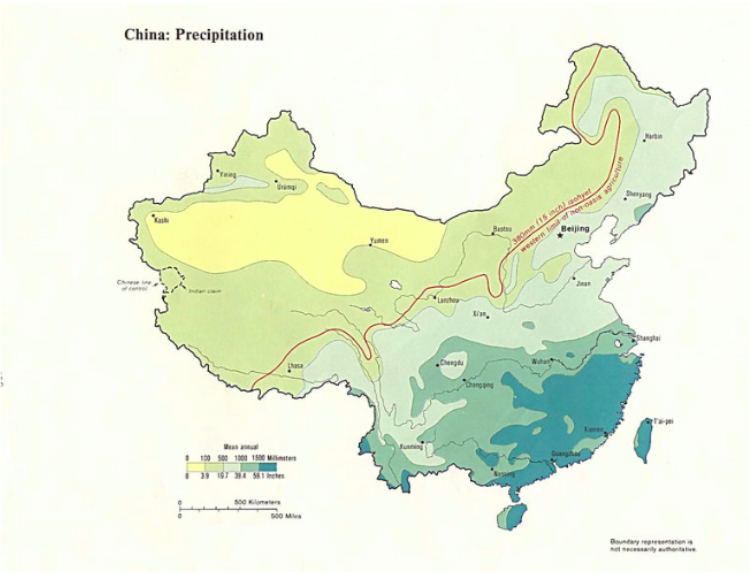 China: Precipitation
Harbin
Yining
Ürümqi
Shenyang
Kashi
380mm (15 inch) isohyet
western limit of non-oasis agriculture
Baotou
Beijing
Yumen
Chinese line
of control
Indian claim
Jinan
Lanzhou
Xi'an
Shanghai
Lhasa
Chengdu
Wuhan
Chongqing
T'ai-pei
Xiamen
Kunming
Guangzhou
Nanning
Mean annual
0 100 500 1000 1500 Millimeters
0 3.9 19.7 39.4 59.1 Inches
0 500 Kilometers
0 500 Miles
Boundary representation is
not necessarily authoritative.